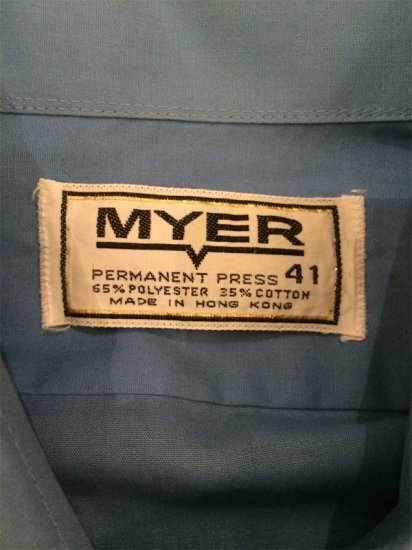 MYER
PERMANENT PRESS 41
65% POLYESTER 35% COTTON
MADE IN HONG KONG